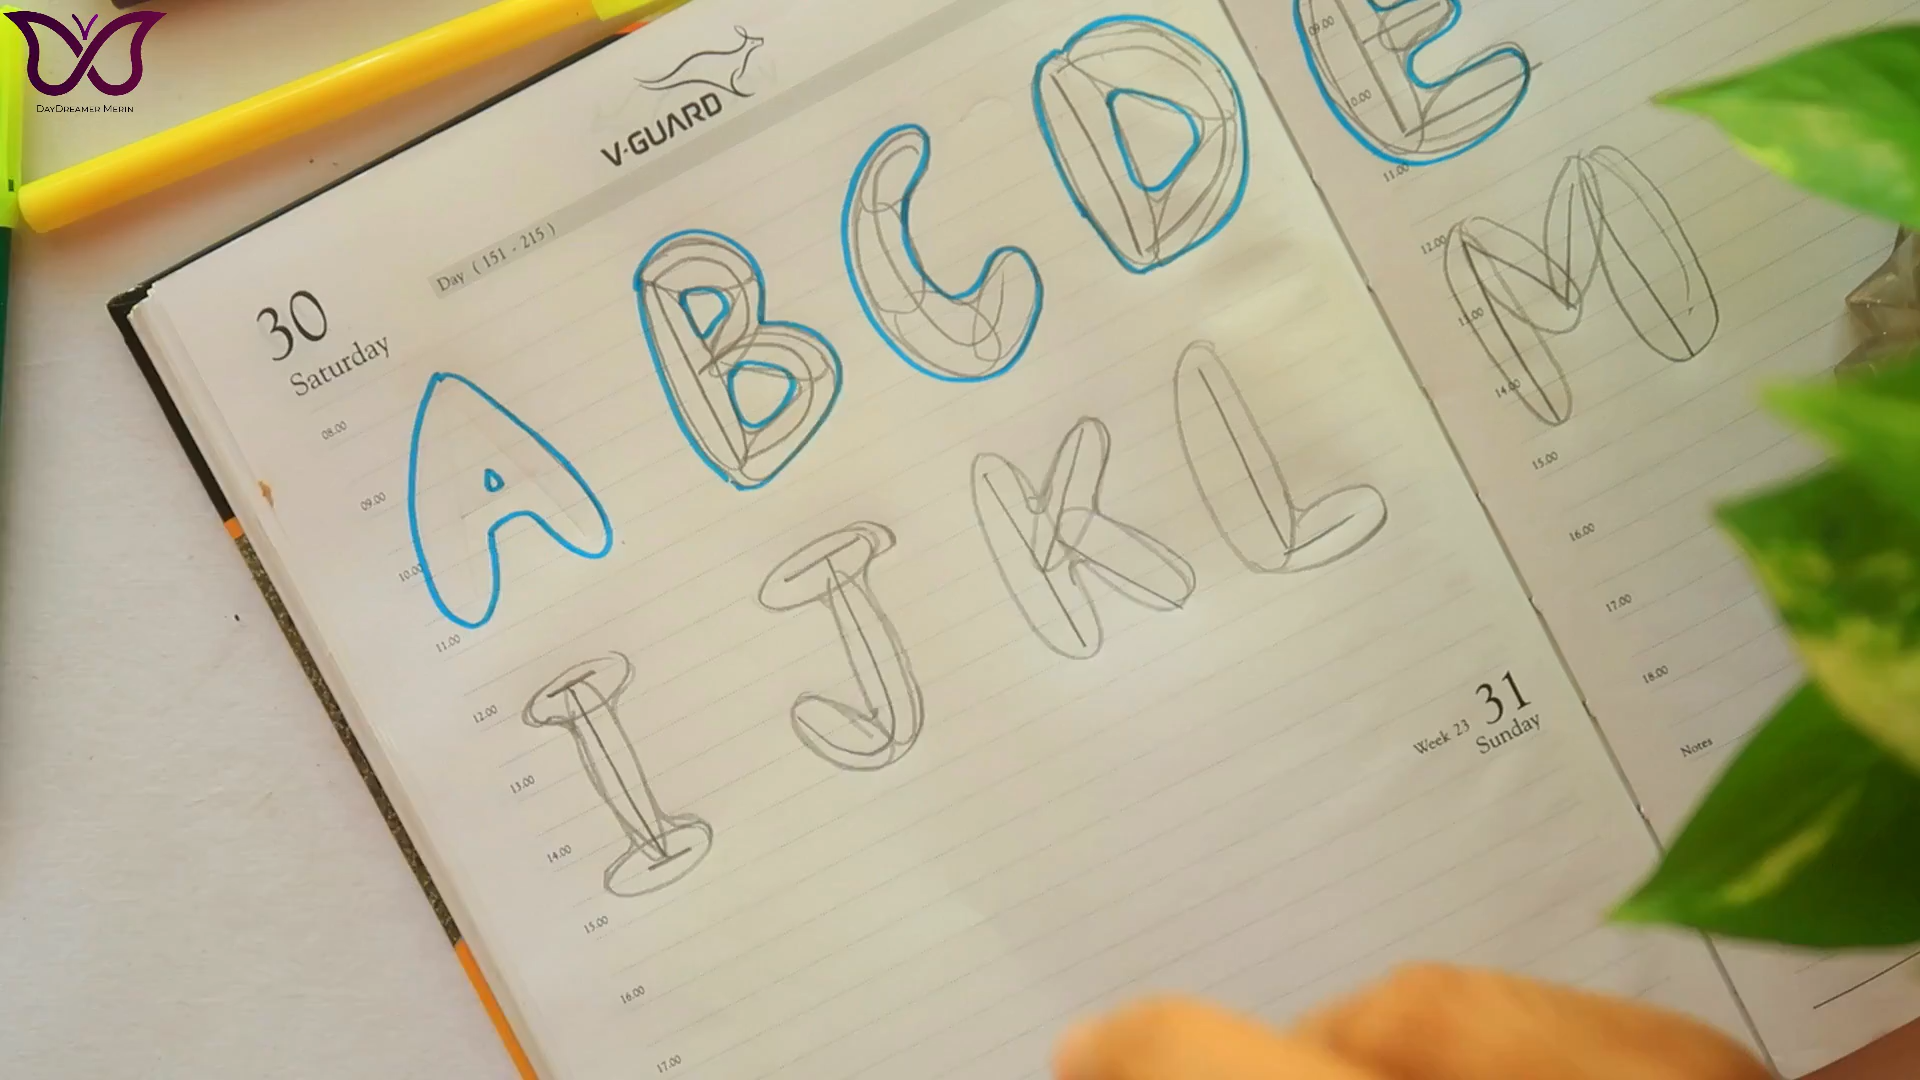 DAYDREAMER MERIN
V-GUARD
Day ( 151 - 215 )
30
Saturday
A B C D E
I J K L M
08.00
09.00
10.00
11.00
12.00
13.00
14.00
15.00
16.00
17.00
Week 23 31
Sunday
09.00
10.00
11.00
12.00
13.00
14.00
15.00
16.00
17.00
18.00
Notes